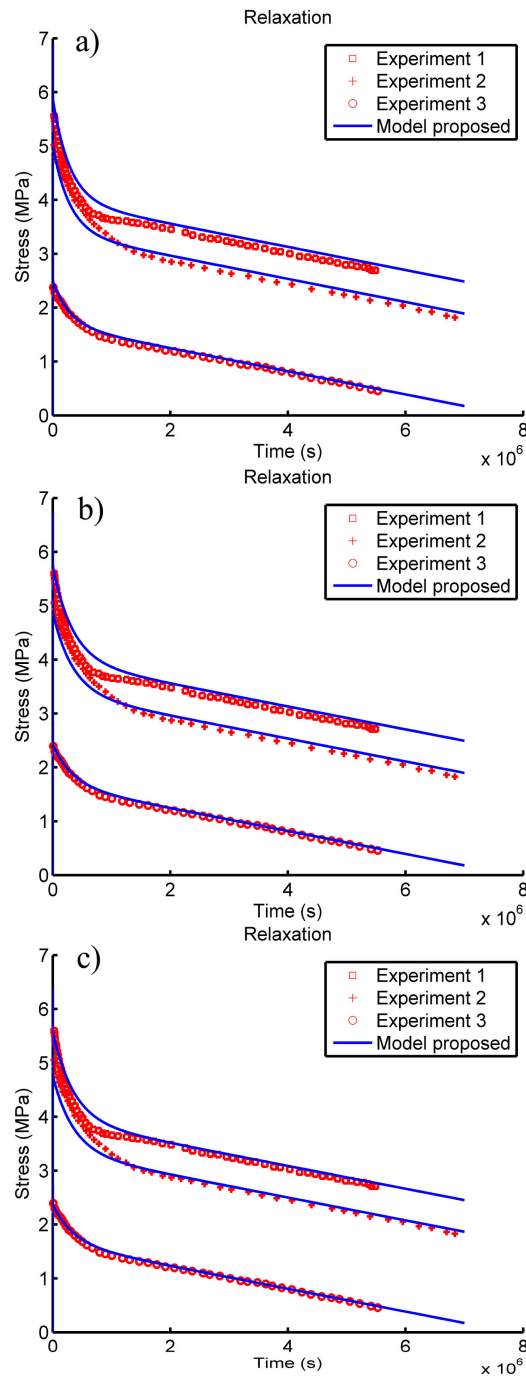 Relaxation
a)
7
6
5
4
3
2
1
0
Stress (MPa)
Experiment 1
Experiment 2
Experiment 3
Model proposed
0 2 4 6 8
Time (s)
x 10^6
Relaxation
b)
7
6
5
4
3
2
1
0
Stress (MPa)
Experiment 1
Experiment 2
Experiment 3
Model proposed
0 2 4 6 8
Time (s)
x 10^6
Relaxation
c)
7
6
5
4
3
2
1
0
Stress (MPa)
Experiment 1
Experiment 2
Experiment 3
Model proposed
0 2 4 6 8
Time (s)
x 10^6